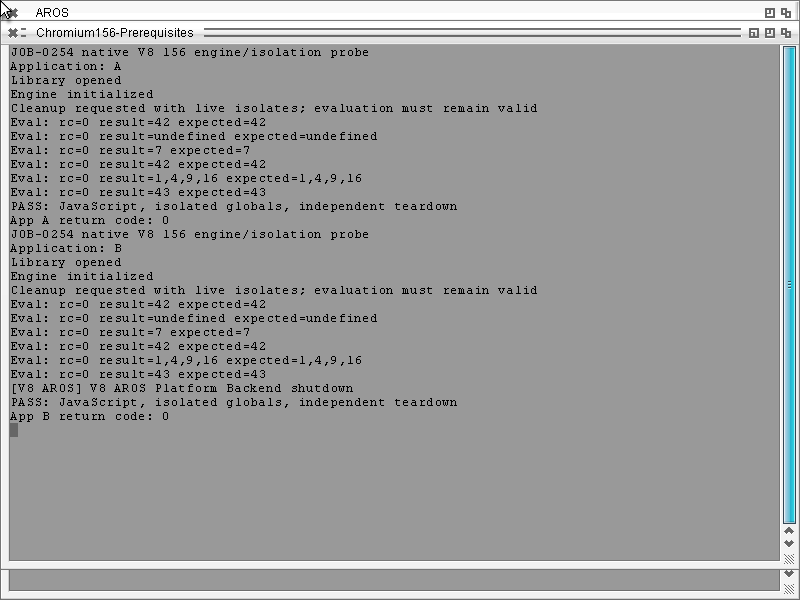 AROS
Chromium156-Prerequisites
JOB-0254 native V8 156 engine/isolation probe
Application: A
Library opened
Engine initialized
Cleanup requested with live isolates; evaluation must remain valid
Eval: rc=0 result=42 expected=42
Eval: rc=0 result=undefined expected=undefined
Eval: rc=0 result=7 expected=7
Eval: rc=0 result=42 expected=42
Eval: rc=0 result=1,4,9,16 expected=1,4,9,16
Eval: rc=0 result=43 expected=43
PASS: JavaScript, isolated globals, independent teardown
App A return code: 0
JOB-0254 native V8 156 engine/isolation probe
Application: B
Library opened
Engine initialized
Cleanup requested with live isolates; evaluation must remain valid
Eval: rc=0 result=42 expected=42
Eval: rc=0 result=undefined expected=undefined
Eval: rc=0 result=7 expected=7
Eval: rc=0 result=42 expected=42
Eval: rc=0 result=1,4,9,16 expected=1,4,9,16
Eval: rc=0 result=43 expected=43
[V8 AROS] V8 AROS Platform Backend shutdown
PASS: JavaScript, isolated globals, independent teardown
App B return code: 0